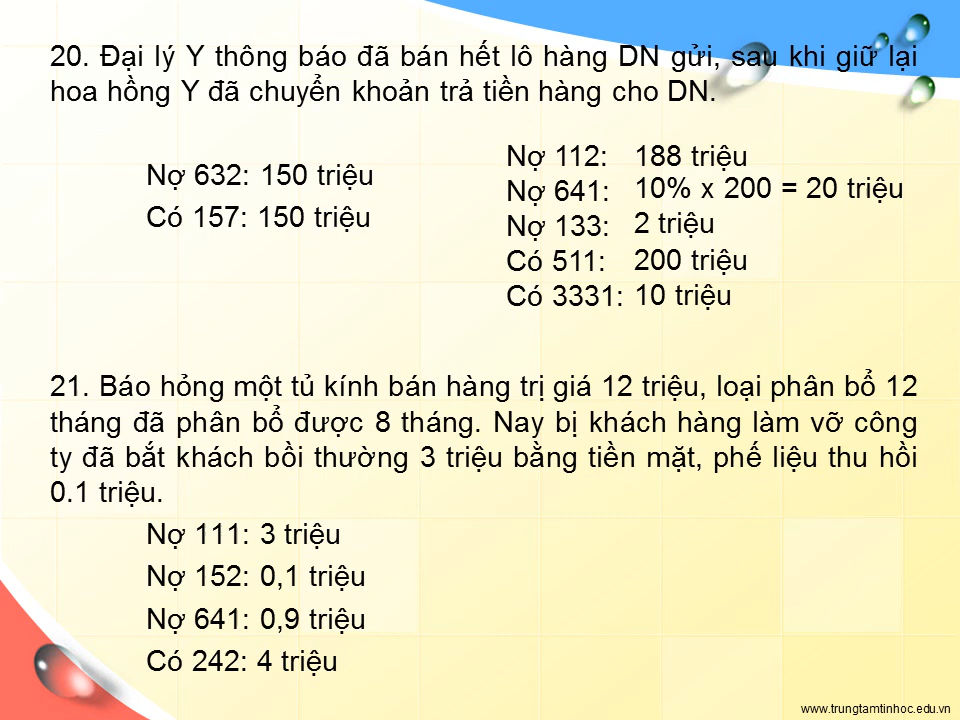 20. Đại lý Y thông báo đã bán hết lô hàng DN gửi, sau khi giữ lại
hoa hồng Y đã chuyển khoản trả tiền hàng cho DN.
Nợ 632: 150 triệu
Có 157: 150 triệu
Nợ 112: 188 triệu
Nợ 641: 10% x 200 = 20 triệu
Nợ 133: 2 triệu
Có 511: 200 triệu
Có 3331: 10 triệu
21. Báo hỏng một tủ kính bán hàng trị giá 12 triệu, loại phân bổ 12
tháng đã phân bổ được 8 tháng. Nay bị khách hàng làm vỡ công
ty đã bắt khách bồi thường 3 triệu bằng tiền mặt, phế liệu thu hồi
0.1 triệu.
Nợ 111: 3 triệu
Nợ 152: 0,1 triệu
Nợ 641: 0,9 triệu
Có 242: 4 triệu
www.trungtamtinhoc.edu.vn